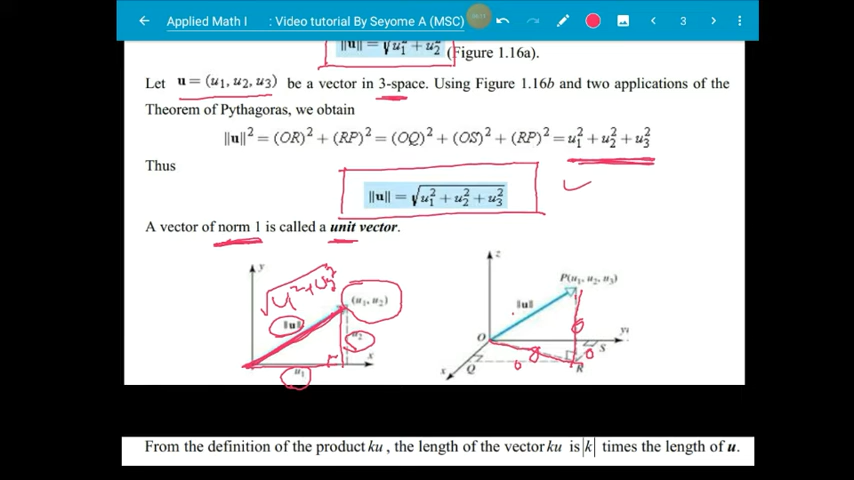 Applied Math I : Video tutorial By Seyome A (MSC) 3
‖u‖ = √u₁² + u₂² (Figure 1.16a).
Let u = (u₁, u₂, u₃) be a vector in 3-space. Using Figure 1.16b and two applications of the
Theorem of Pythagoras, we obtain
‖u‖² = (OR)² + (RP)² = (OQ)² + (OS)² + (RP)² = u₁² + u₂² + u₃²
Thus
‖u‖ = √u₁² + u₂² + u₃²
A vector of norm 1 is called a unit vector.
y
√u₁² + u₂²
(u₁, u₂)
‖u‖
u₂
x
u₁
z
P(u₁, u₂, u₃)
‖u‖
O
y
S
x
Q
R
From the definition of the product ku, the length of the vector ku is |k| times the length of u.